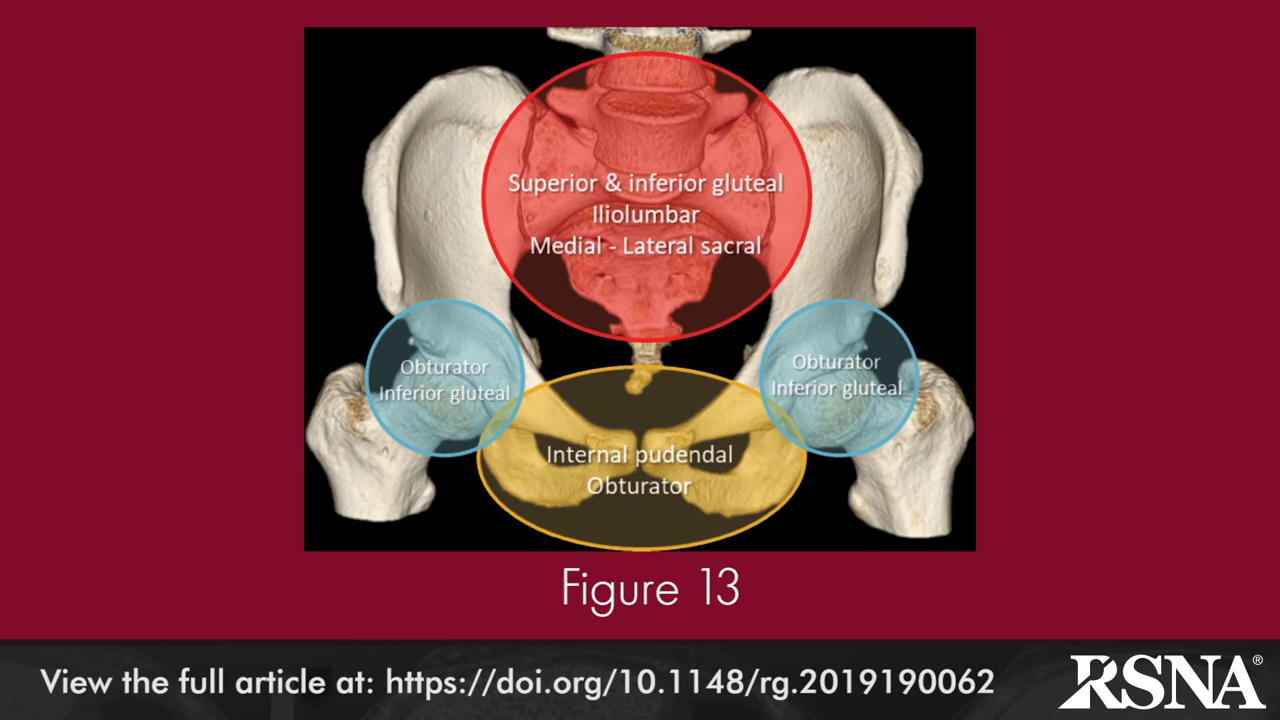 Superior & inferior gluteal
Iliolumbar
Medial - Lateral sacral
Obturator
Inferior gluteal
Obturator
Inferior gluteal
Internal pudendal
Obturator
Figure 13
View the full article at: https://doi.org/10.1148/rg.2019190062
RSNA®